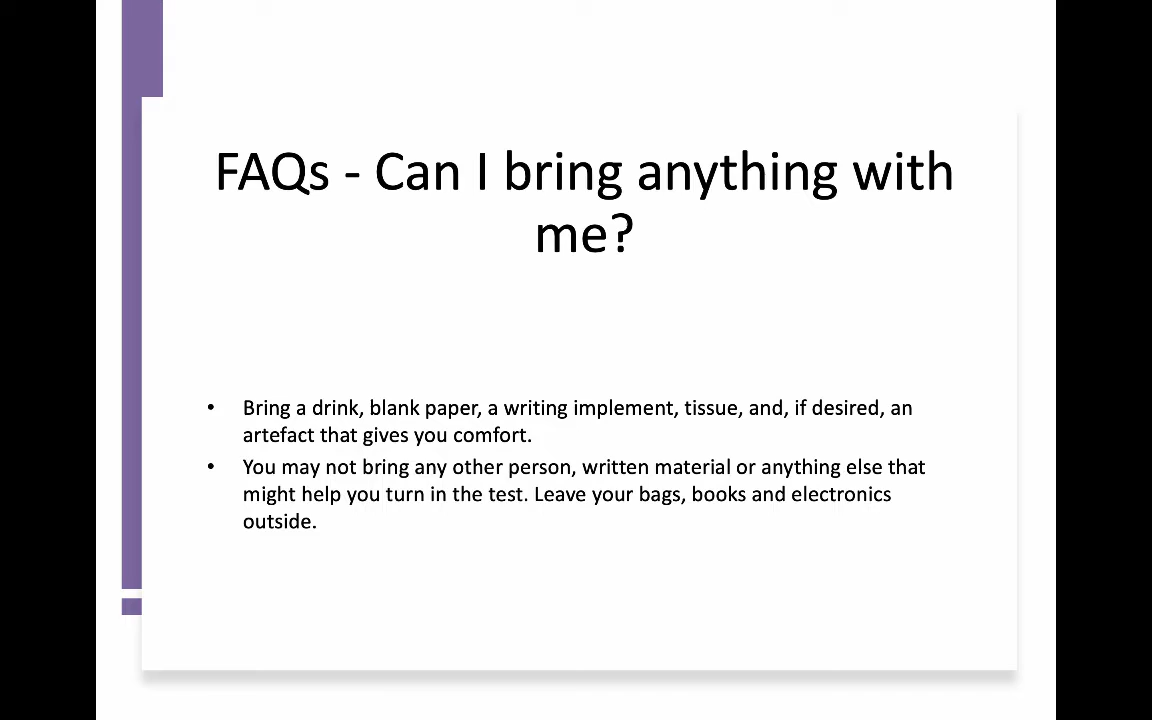 FAQs - Can I bring anything with
me?
• Bring a drink, blank paper, a writing implement, tissue, and, if desired, an
artefact that gives you comfort.
• You may not bring any other person, written material or anything else that
might help you turn in the test. Leave your bags, books and electronics
outside.